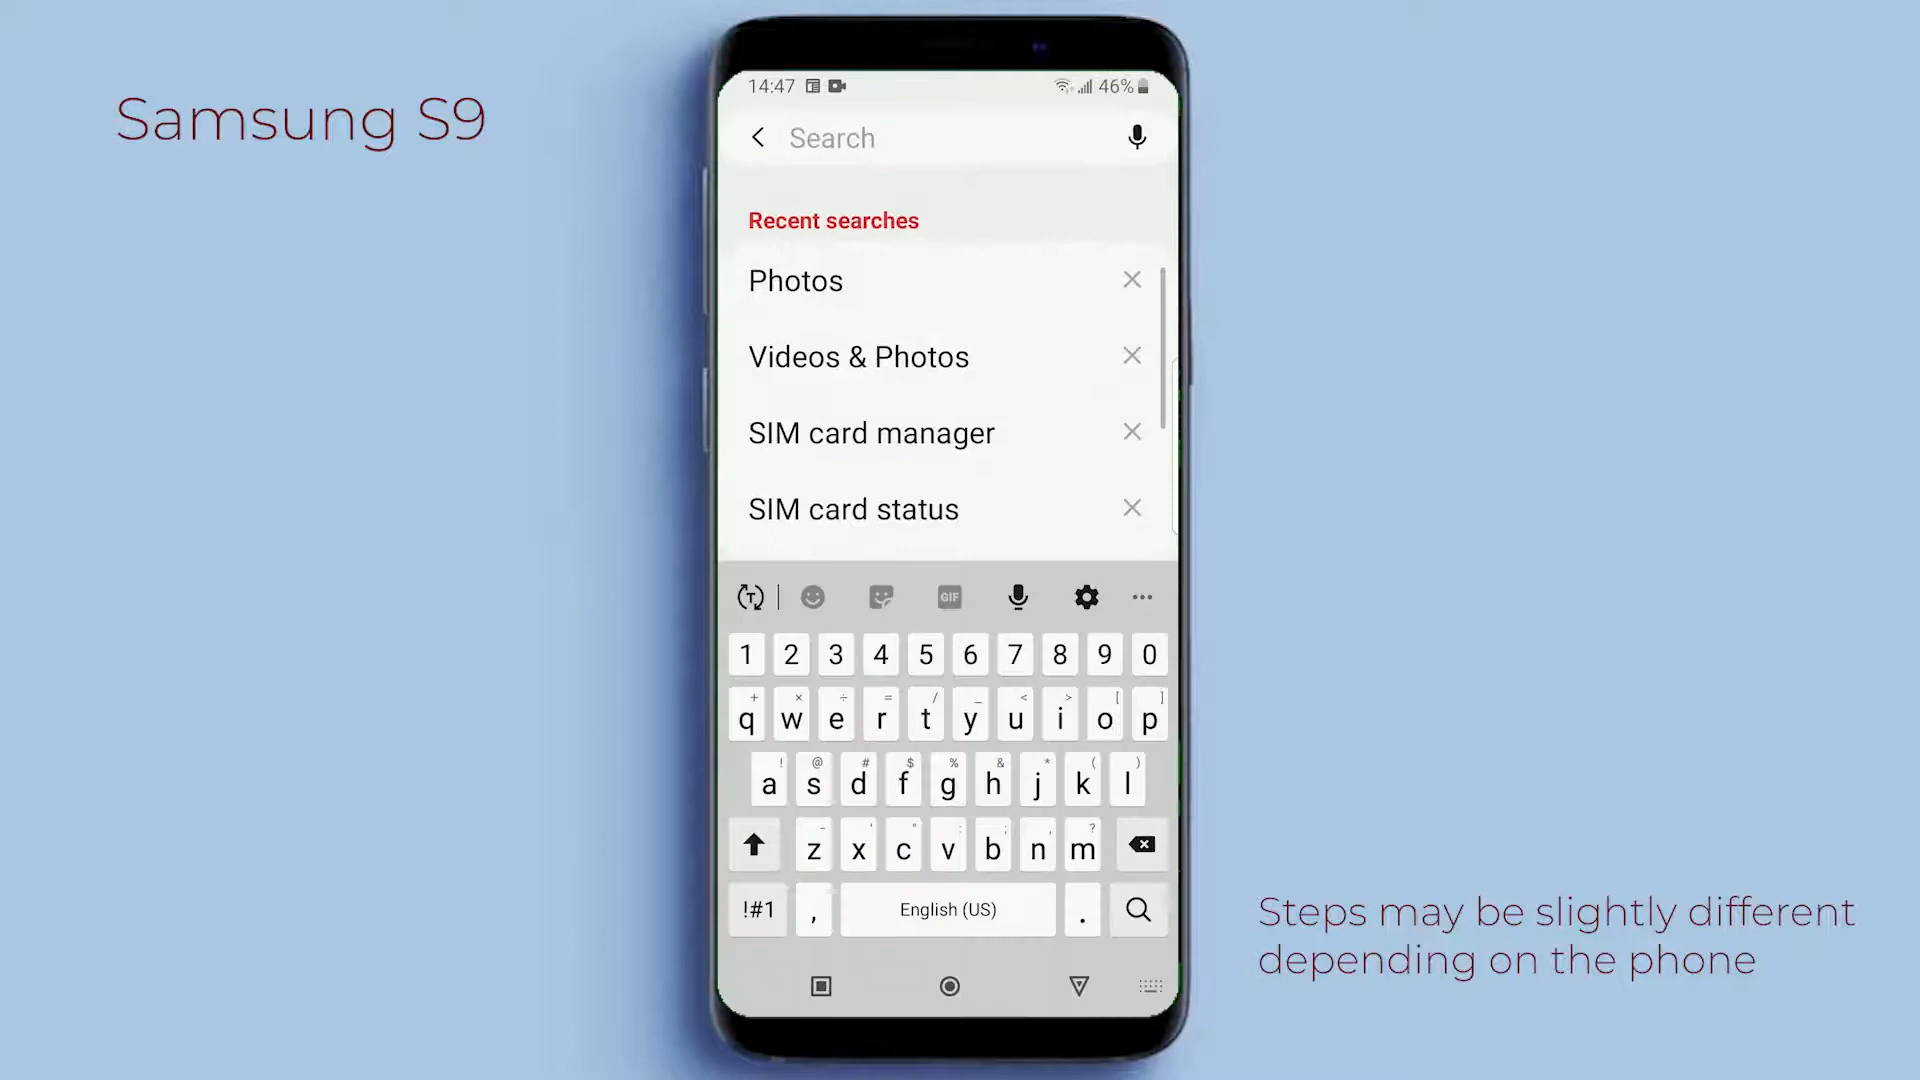 Samsung S9
14:47
46%
Search
Recent searches
Photos
Videos & Photos
SIM card manager
SIM card status
T
GIF
1 2 3 4 5 6 7 8 9 0
+ × ÷ = / _ < > [ ]
q w e r t y u i o p
! @ # $ % & * ( )
a s d f g h j k l
- ' " : ; , ?
z x c v b n m
!#1 , English (US) .
Steps may be slightly different
depending on the phone